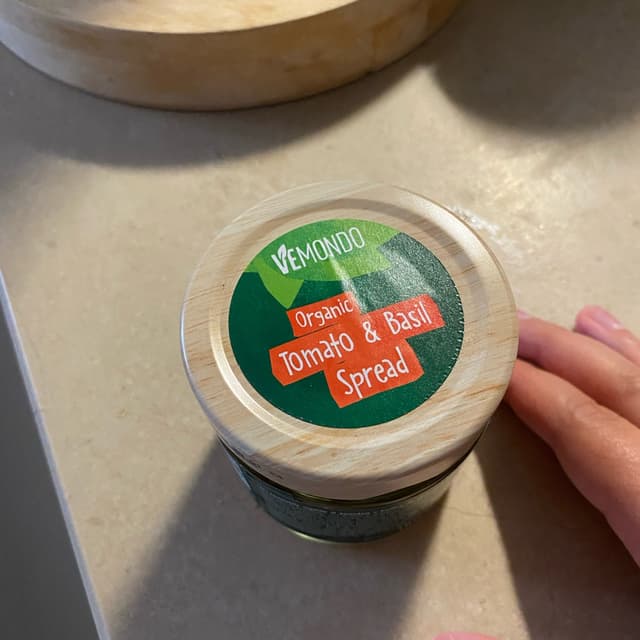 VEMONDO
Organic
Tomato & Basil
Spread